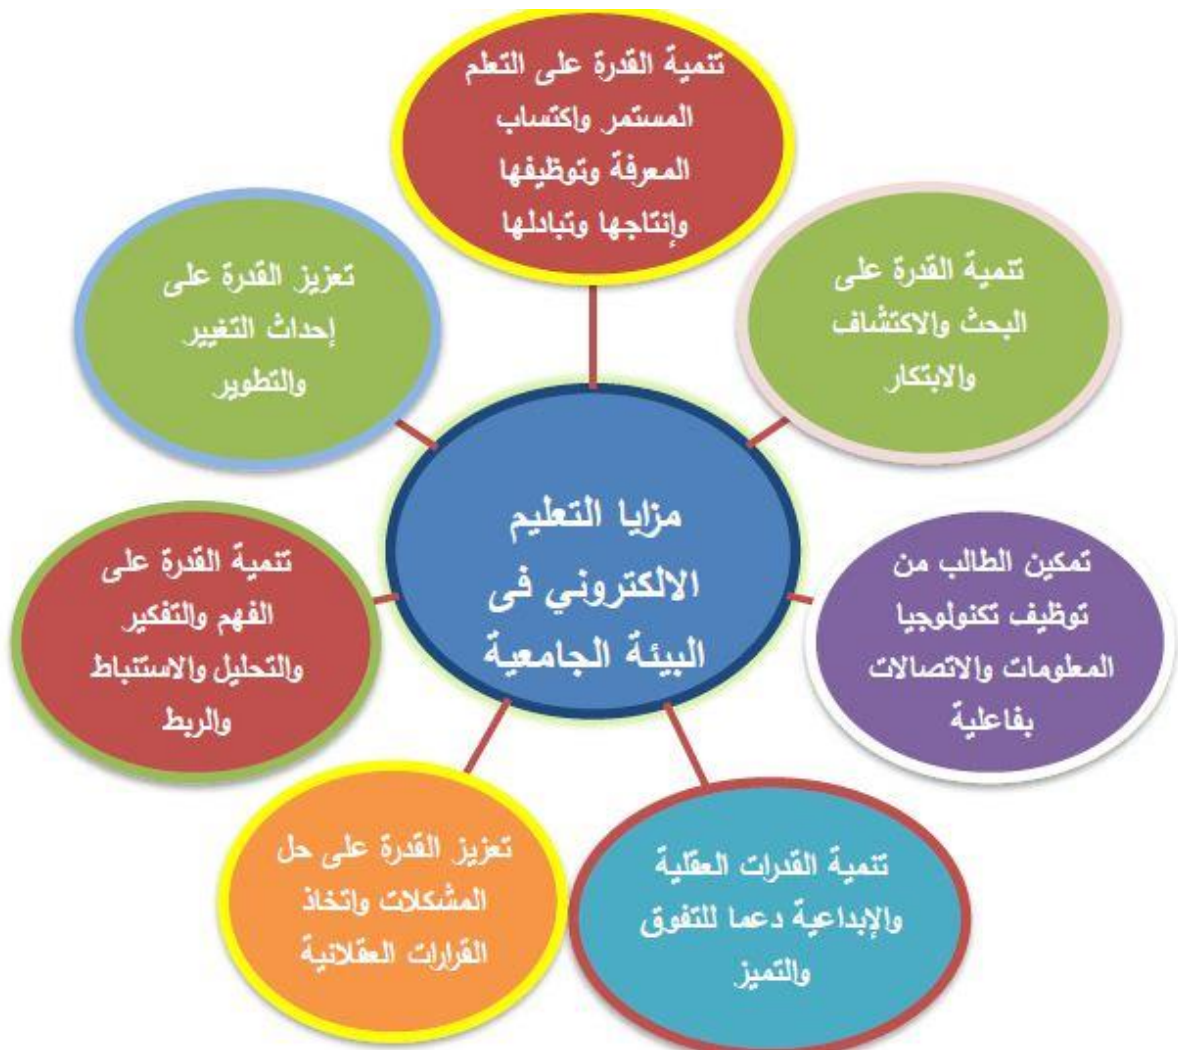 تنمية القدرة على التعلم
المستمر واكتساب
المعرفة وتوظيفها
وإنتاجها وتبادلها
تنمية القدرة على
البحث والاكتشاف
والابتكار
تمكين الطالب من
توظيف تكنولوجيا
المعلومات والاتصالات
بفاعلية
تنمية القدرات العقلية
والإبداعية دعما للتفوق
والتميز
تعزيز القدرة على حل
المشكلات واتخاذ
القرارات العقلانية
تنمية القدرة على
الفهم والتفكير
والتحليل والاستنباط
والربط
تعزيز القدرة على
إحداث التغيير
والتطوير
مزايا التعليم
الالكتروني فى
البيئة الجامعية